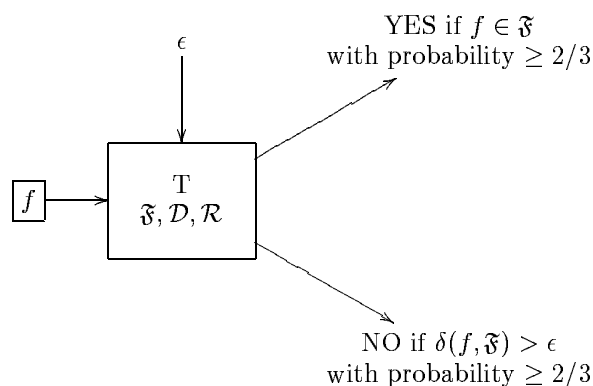 YES if f ∈ 𝔉
with probability ≥ 2/3
ϵ
T
𝔉, 𝒟, ℛ
f
NO if δ(f, 𝔉) > ϵ
with probability ≥ 2/3